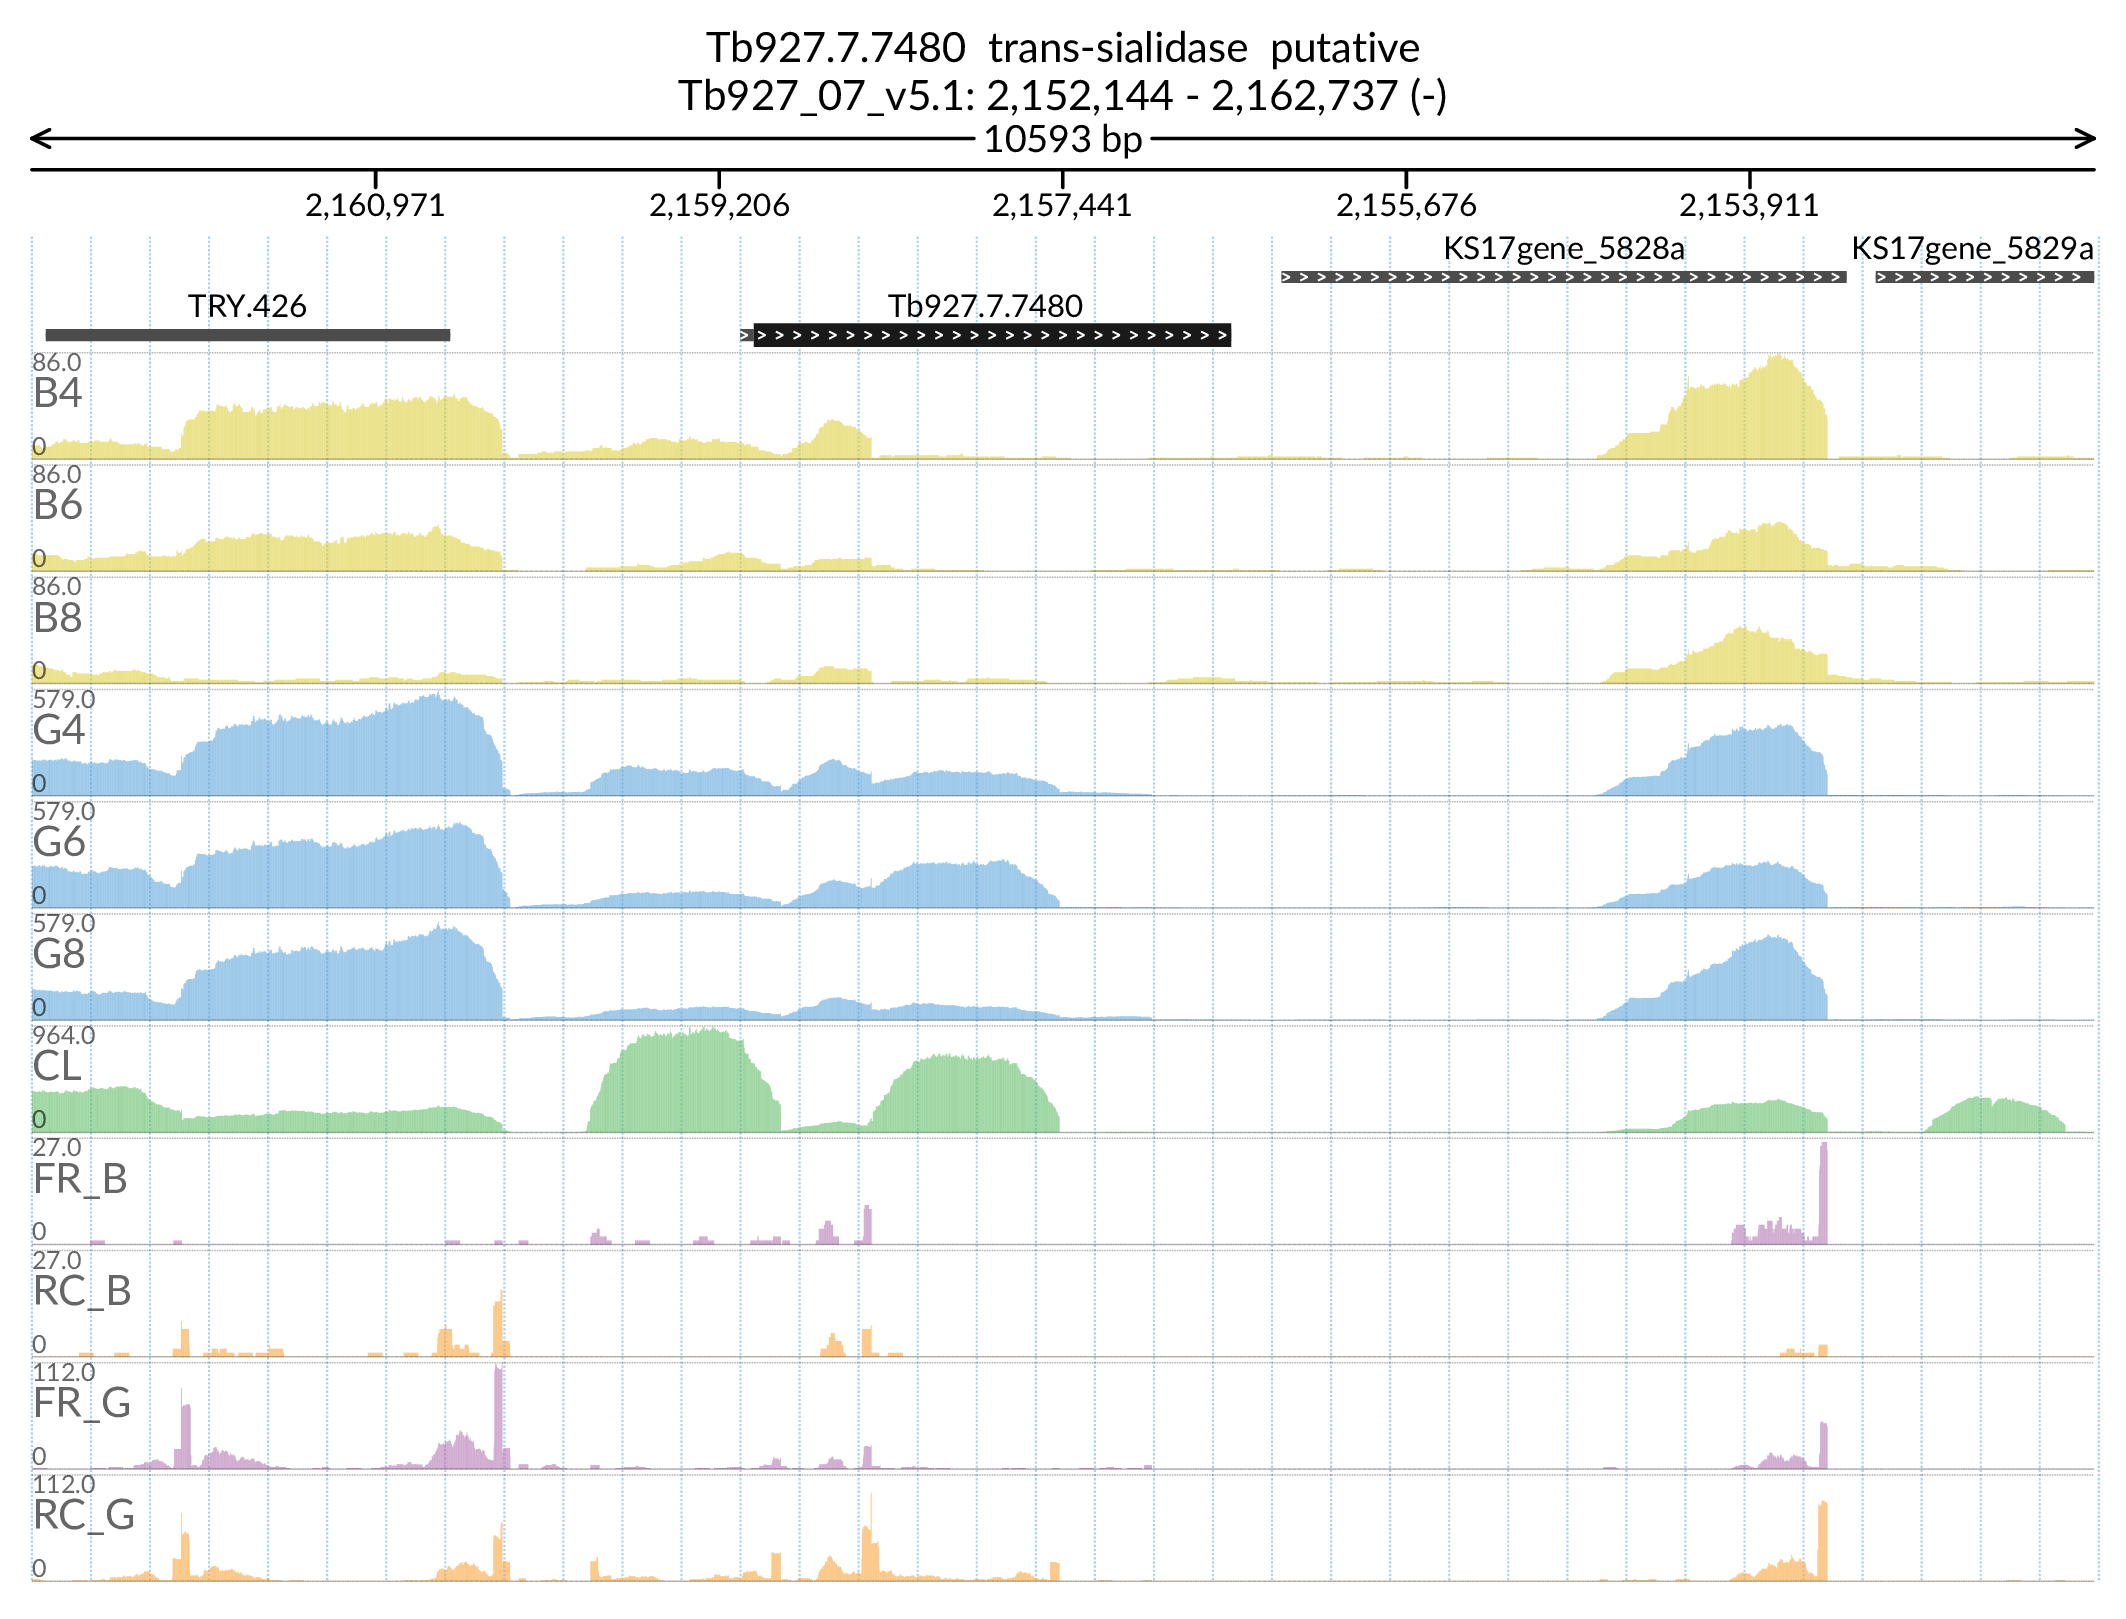 Tb927.7.7480 trans-sialidase putative
Tb927_07_v5.1: 2,152,144 - 2,162,737 (-)
10593 bp
2,160,971 2,159,206 2,157,441 2,155,676 2,153,911
KS17gene_5828a KS17gene_5829a
TRY.426 Tb927.7.7480
86.0
B4
0
86.0
B6
0
86.0
B8
0
579.0
G4
0
579.0
G6
0
579.0
G8
0
964.0
CL
0
27.0
FR_B
0
27.0
RC_B
0
112.0
FR_G
0
112.0
RC_G
0